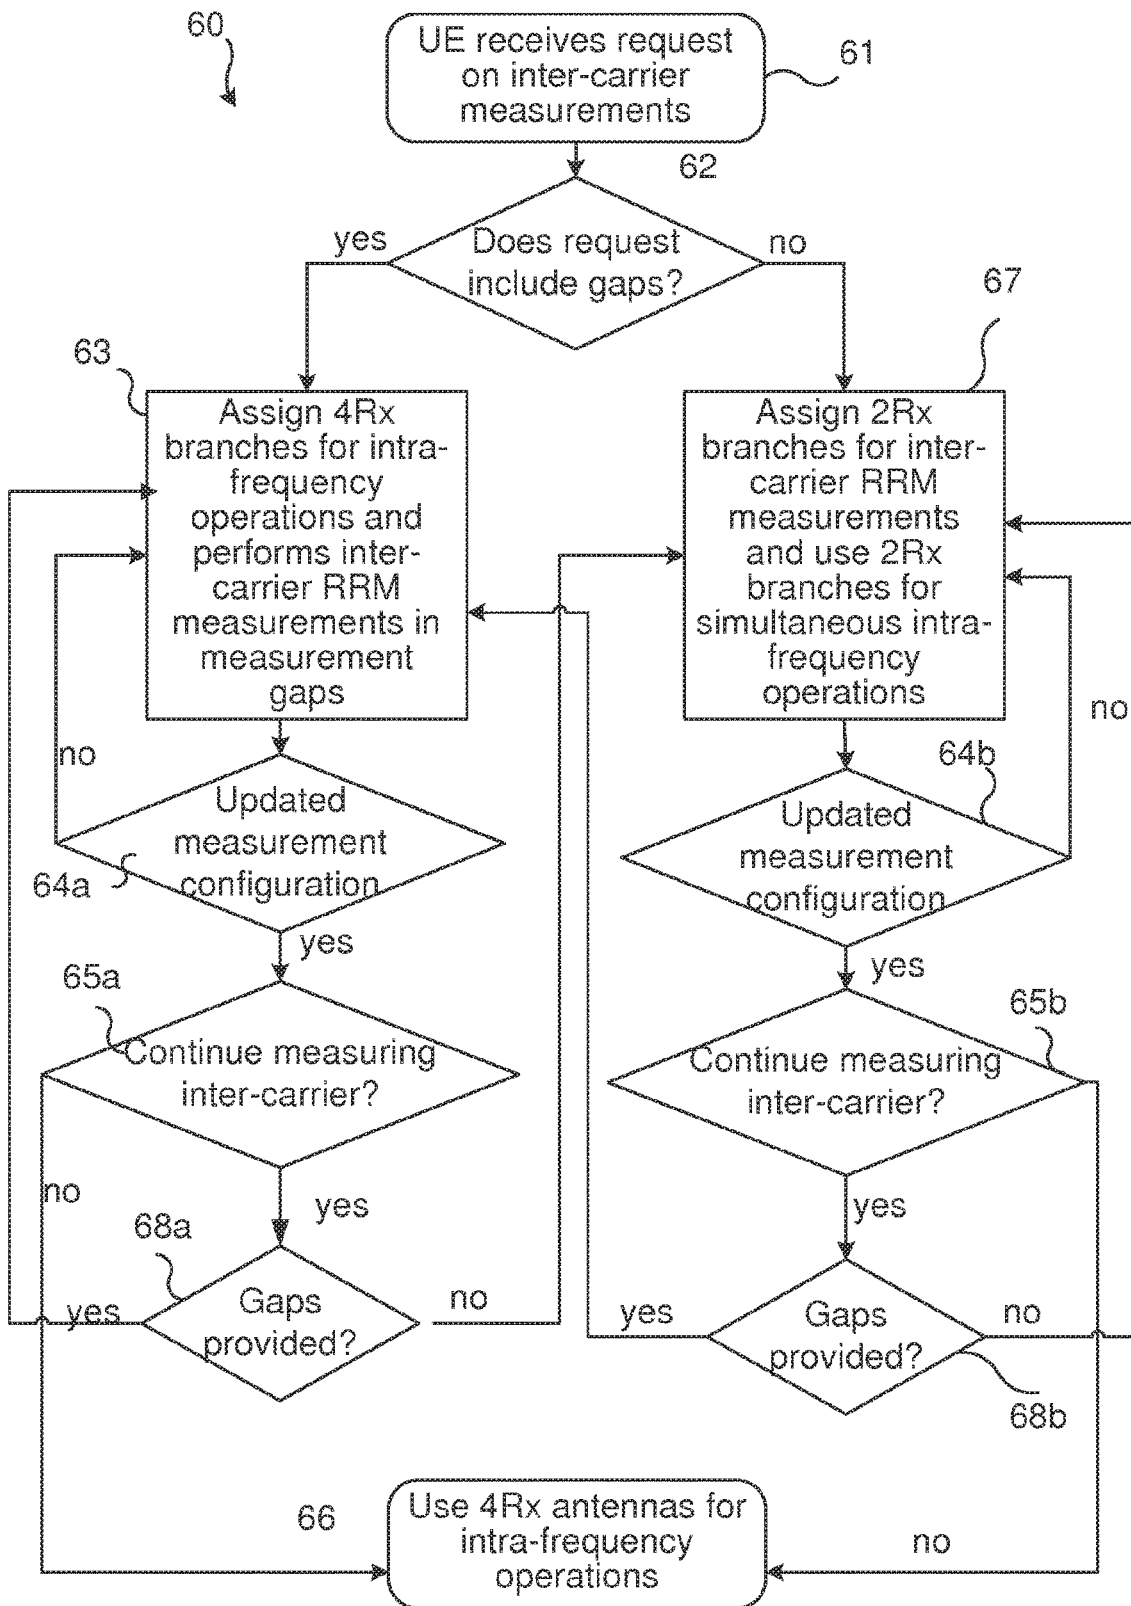 60
UE receives request
on inter-carrier
measurements
61
62
yes
Does request
include gaps?
no
67
63
Assign 4Rx
branches for intra-
frequency
operations and
performs inter-
carrier RRM
measurements in
measurement
gaps
Assign 2Rx
branches for inter-
carrier RRM
measurements
and use 2Rx
branches for
simultaneous intra-
frequency
operations
no
no
64b
Updated
measurement
configuration
64a
Updated
measurement
configuration
yes
yes
65a
65b
Continue measuring
inter-carrier?
Continue measuring
inter-carrier?
no
yes
yes
68a
yes
Gaps
provided?
no
yes
Gaps
provided?
no
68b
66
Use 4Rx antennas for
intra-frequency
operations
no